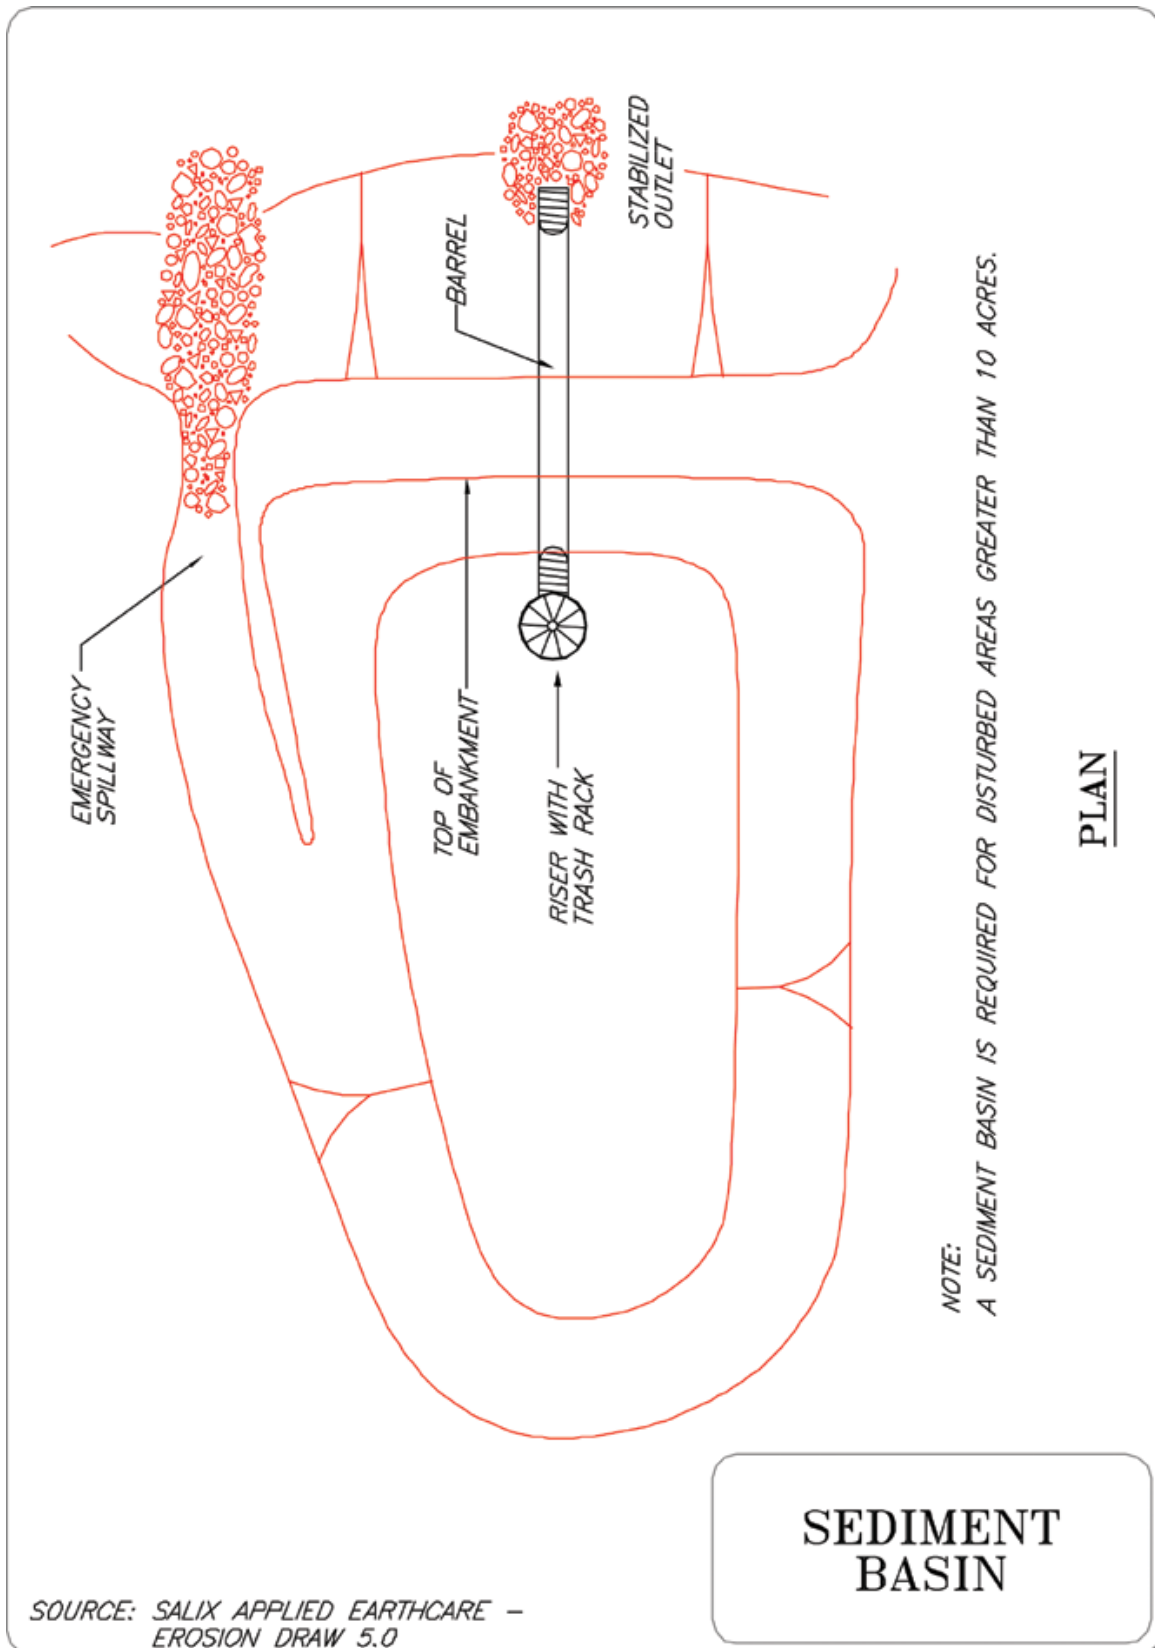 EMERGENCY
SPILLWAY
BARREL
STABILIZED
OUTLET
TOP OF
EMBANKMENT
RISER WITH
TRASH RACK
NOTE:
A SEDIMENT BASIN IS REQUIRED FOR DISTURBED AREAS GREATER THAN 10 ACRES.
PLAN
SEDIMENT
BASIN
SOURCE: SALIX APPLIED EARTHCARE -
EROSION DRAW 5.0